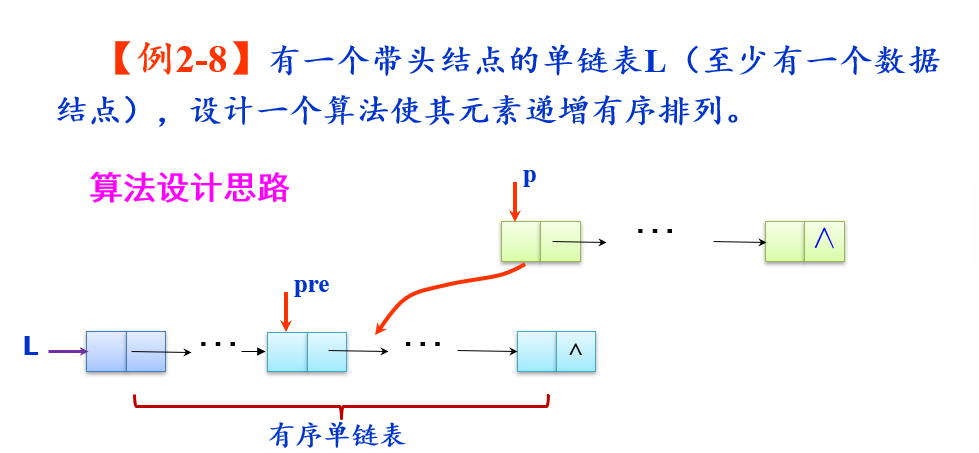 【例2-8】有一个带头结点的单链表L（至少有一个数据
结点），设计一个算法使其元素递增有序排列。
算法设计思路
p
···
∧
pre
L
···
···
∧
有序单链表